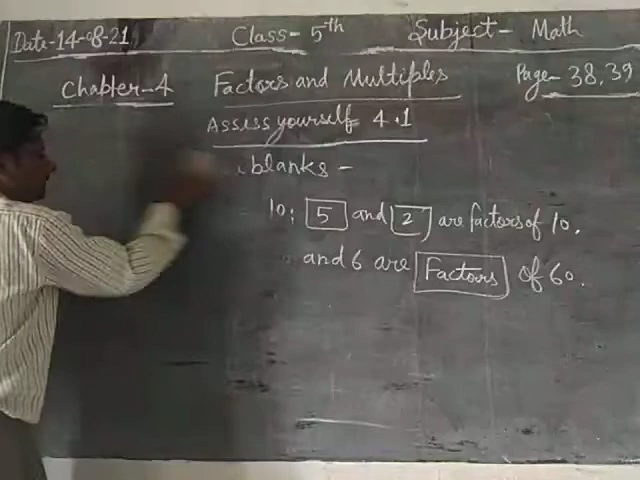 Date-14-08-21 Class- 5th Subject- Math
Chapter-4 Factors and Multiples Page- 38,39
Assess yourself 4.1
blanks -
10; 5 and 2 are factors of 10.
and 6 are Factors of 60.